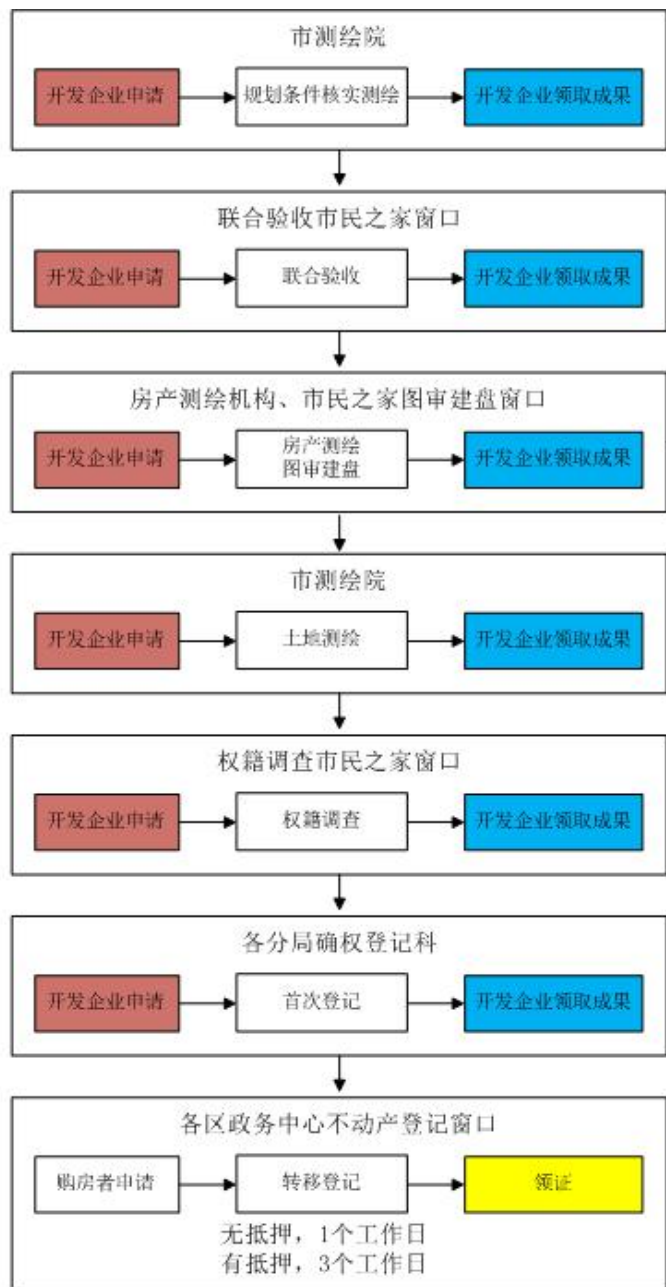 市测绘院
开发企业申请
规划条件核实测绘
开发企业领取成果
联合验收市民之家窗口
开发企业申请
联合验收
开发企业领取成果
房产测绘机构、市民之家图审建盘窗口
开发企业申请
房产测绘
图审建盘
开发企业领取成果
市测绘院
开发企业申请
土地测绘
开发企业领取成果
权籍调查市民之家窗口
开发企业申请
权籍调查
开发企业领取成果
各分局确权登记科
开发企业申请
首次登记
开发企业领取成果
各区政务中心不动产登记窗口
购房者申请
转移登记
领证
无抵押，1个工作日
有抵押，3个工作日